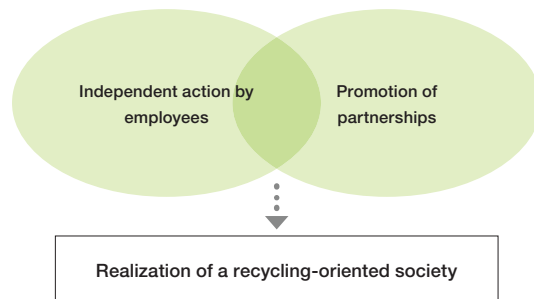 Independent action by
employees
Promotion of
partnerships
Realization of a recycling-oriented society